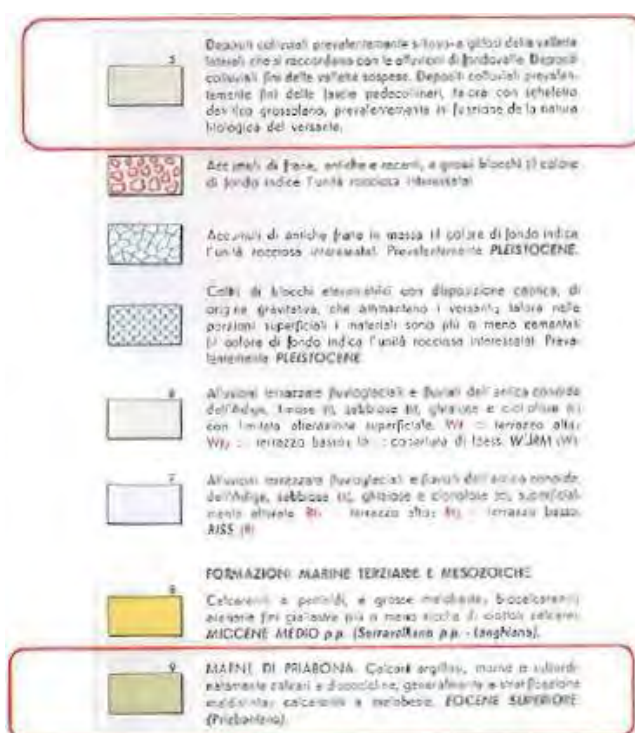 5
Depositi colluviali prevalentemente siltoso-argillosi delle vallette
laterali che si raccordano con le alluvioni di fondovalle. Depositi
colluviali fini delle vallette sospese. Depositi colluviali prevalen-
temente fini delle fasce pedecollinari, talora con scheletro
detritico grossolano, prevalentemente in funzione della natura
litologica del versante.
Accumuli di frane, antiche e recenti, a grossi blocchi (il colore
di fondo indica l'unità rocciosa interessata)
Accumuli di antiche frane in massa (il colore di fondo indica
l'unità rocciosa interessata). Prevalentemente PLEISTOCENE.
Coltri di blocchi eterometrici con disposizione caotica, di
origine gravitativa, che ammantano i versanti; talora nelle
porzioni superficiali i materiali sono più o meno cementati
(il colore di fondo indica l'unità rocciosa interessata). Preva-
lentemente PLEISTOCENE
6
Alluvioni terrazzate fluvioglaciali e fluviali dell'antica conoide
dell'Adige, limose (l), sabbiose (s), ghiaiose e ciottolose
con limitata alterazione superficiale. terrazzo alto;
terrazzo basso; copertura di loess. WÜRM (W)
7
Alluvioni terrazzate fluvioglaciali e fluviali dell'antica conoide
dell'Adige, sabbiose (s), ghiaiose e ciottolose superficial-
mente alterate terrazzo alto; terrazzo basso.
RISS (R)
FORMAZIONI MARINE TERZIARIE E MESOZOICHE
8
Calcareniti a a grosse bioclacareniti
arenarie fini giallastre più o meno ricche di ciottoli calcarei
MIOCENE MEDIO p.p. (Serravalliano p.p. - Langhiano).
9
MARNE DI PRIABONA. Calcari argillosi, marne e subordi-
natamente calcari a discocicline, generalmente a stratificazione
indistinta; calcareniti a melobesie. EOCENE SUPERIORE
(Priaboniano).